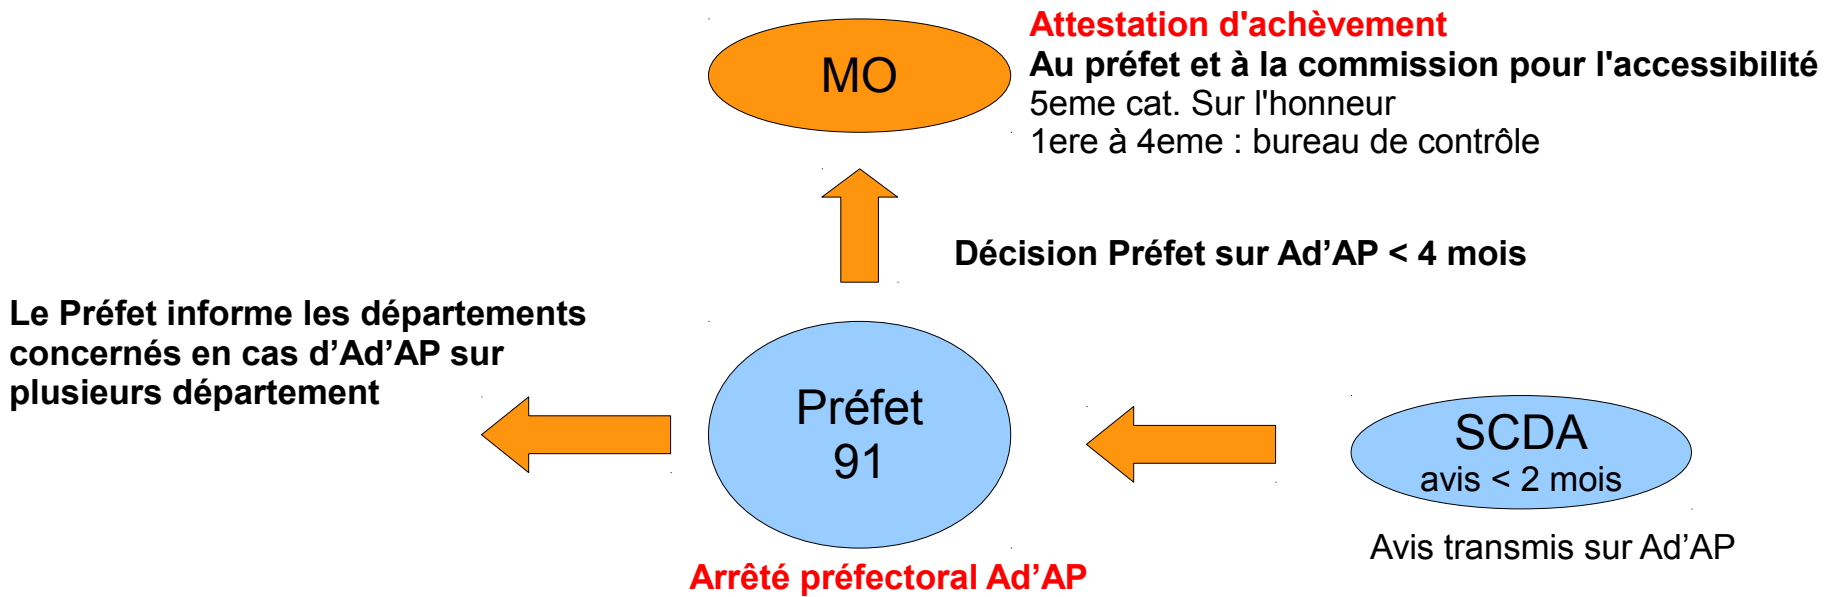 Attestation d'achèvement
Au préfet et à la commission pour l'accessibilité
5eme cat. Sur l'honneur
1ere à 4eme : bureau de contrôle
MO
Décision Préfet sur Ad’AP < 4 mois
Le Préfet informe les départements
concernés en cas d’Ad’AP sur
plusieurs département
Préfet
91
Arrêté préfectoral Ad’AP
SCDA
avis < 2 mois
Avis transmis sur Ad’AP